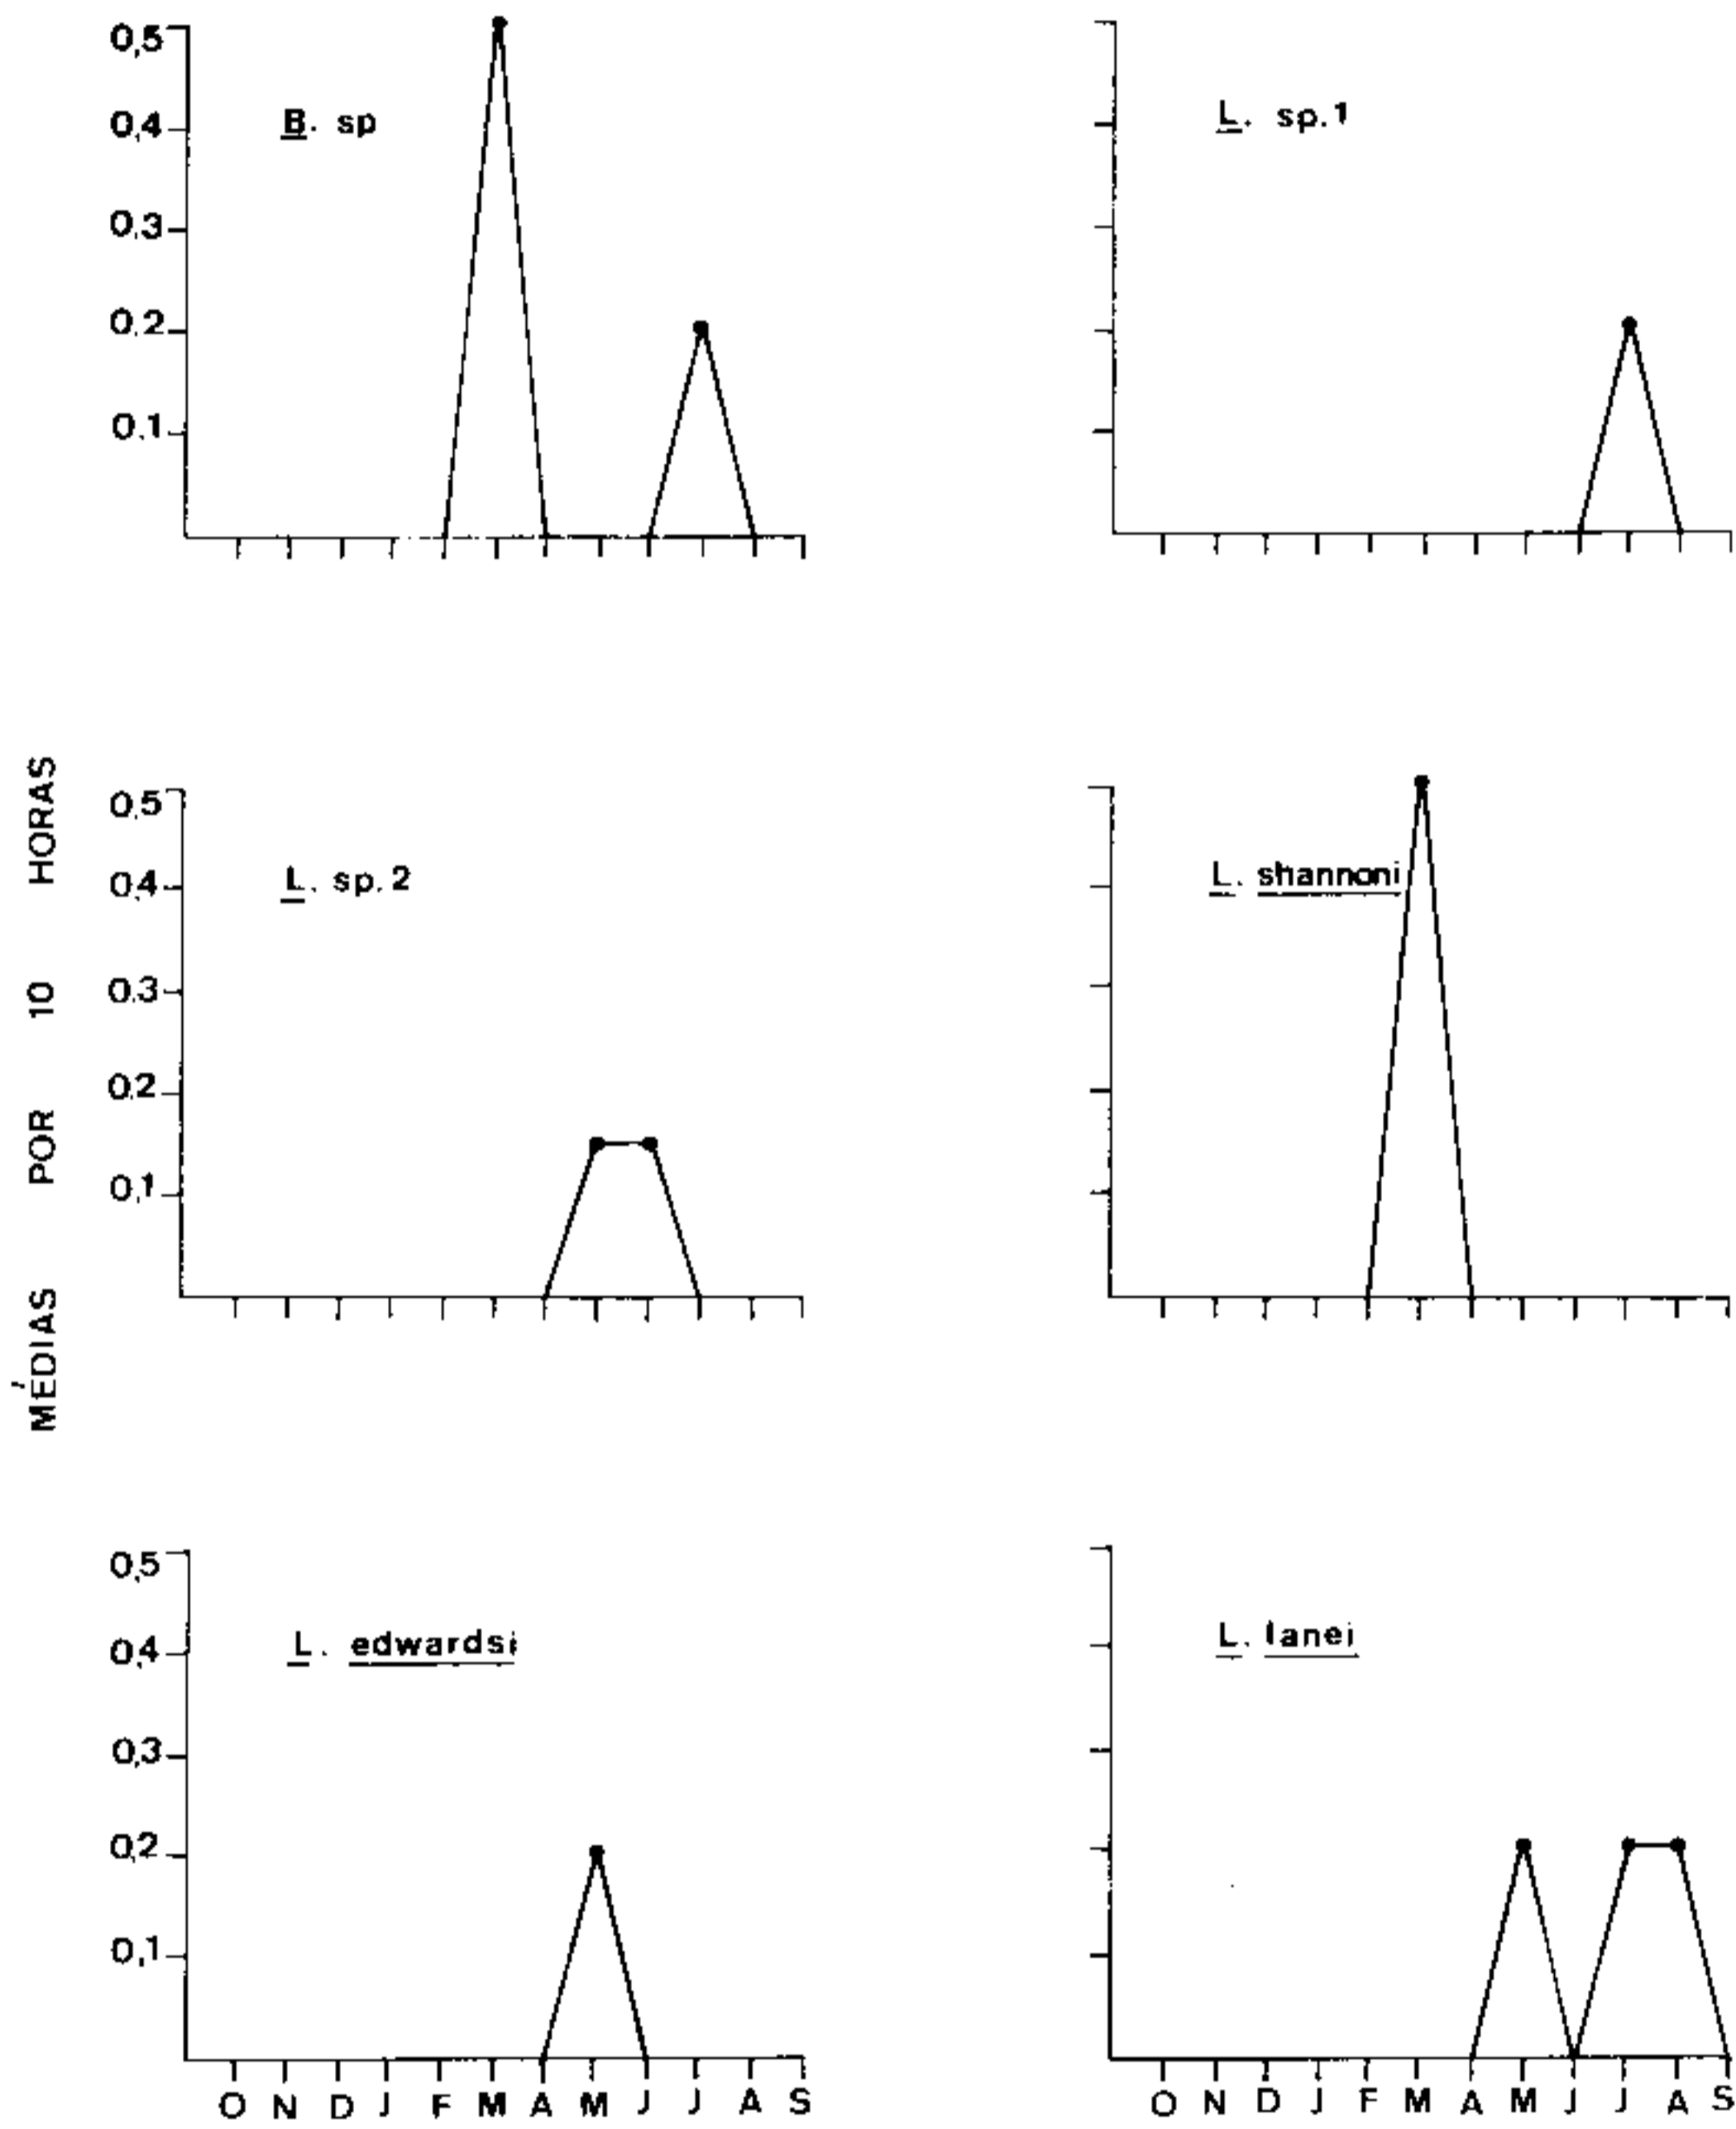 0,5
0,4
0,3
0,2
0,1
B. sp
L. sp.1
MÉDIAS POR 10 HORAS
0,5
0,4
0,3
0,2
0,1
L. sp. 2
L. shannoni
0,5
0,4
0,3
0,2
0,1
L. edwardsi
L. lanei
O N D J F M A M J J A S
O N D J F M A M J J A S